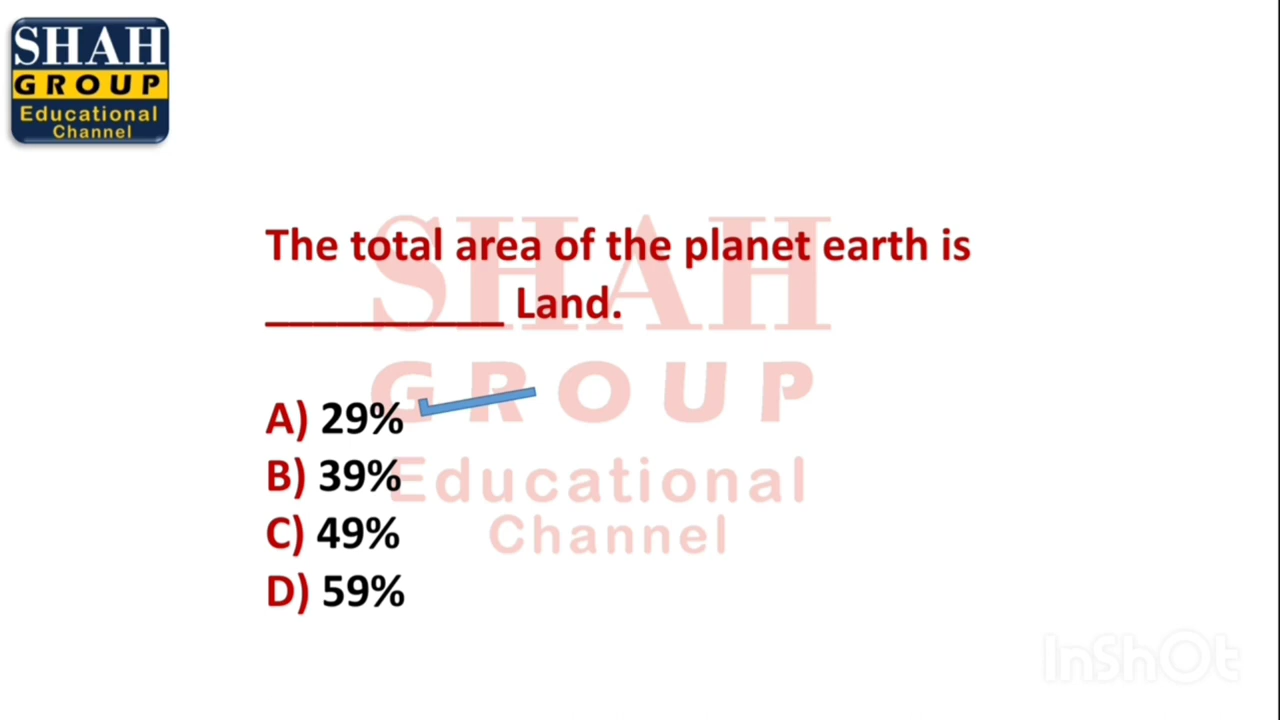 SHAH
GROUP
Educational
Channel
The total area of the planet earth is
__________ Land.
A) 29%
B) 39%
C) 49%
D) 59%
SHAH
GROUP
Educational
Channel
InShOt